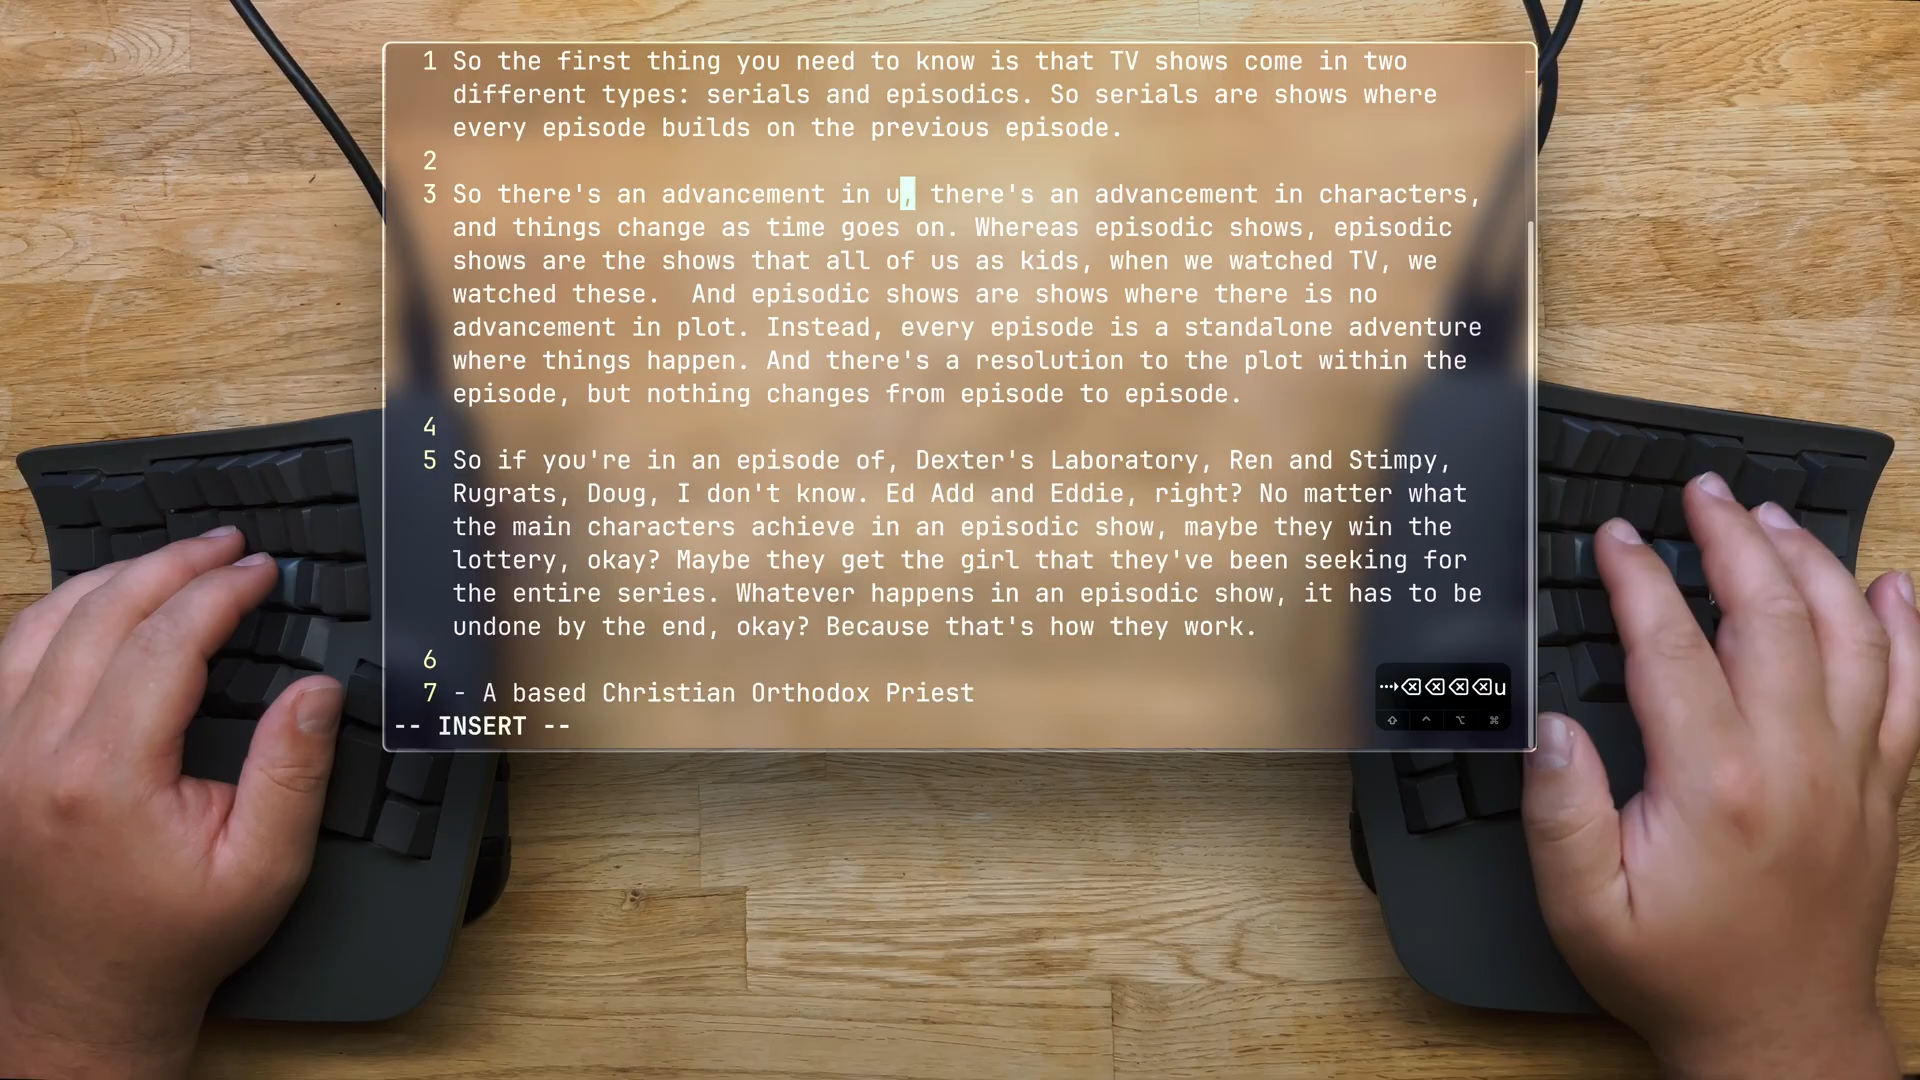 1 So the first thing you need to know is that TV shows come in two
different types: serials and episodics. So serials are shows where
every episode builds on the previous episode.
2
3 So there's an advancement in u, there's an advancement in characters,
and things change as time goes on. Whereas episodic shows, episodic
shows are the shows that all of us as kids, when we watched TV, we
watched these.  And episodic shows are shows where there is no
advancement in plot. Instead, every episode is a standalone adventure
where things happen. And there's a resolution to the plot within the
episode, but nothing changes from episode to episode.
4
5 So if you're in an episode of, Dexter's Laboratory, Ren and Stimpy,
Rugrats, Doug, I don't know. Ed Add and Eddie, right? No matter what
the main characters achieve in an episodic show, maybe they win the
lottery, okay? Maybe they get the girl that they've been seeking for
the entire series. Whatever happens in an episodic show, it has to be
undone by the end, okay? Because that's how they work.
6
7 - A based Christian Orthodox Priest
-- INSERT --
⋯→⌫⌫⌫⌫u
⇧ ^ ⌥ ⌘